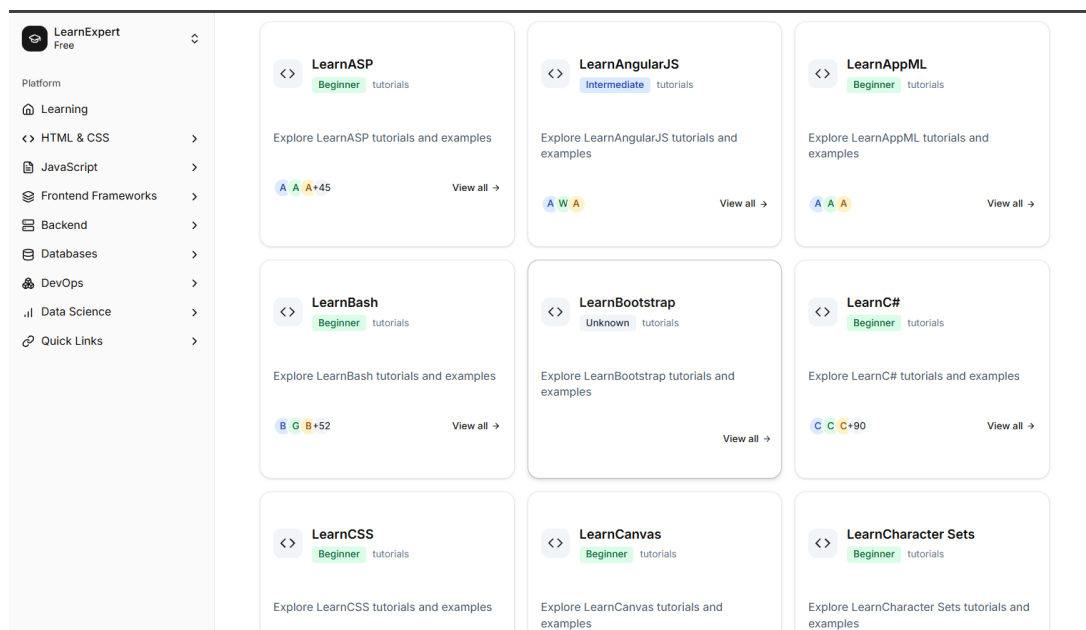 LearnExpert
Free
Platform
Learning
HTML & CSS
JavaScript
Frontend Frameworks
Backend
Databases
DevOps
Data Science
Quick Links
LearnASP
Beginner tutorials
Explore LearnASP tutorials and examples
A A A+45 View all →
LearnAngularJS
Intermediate tutorials
Explore LearnAngularJS tutorials and
examples
A W A View all →
LearnAppML
Beginner tutorials
Explore LearnAppML tutorials and
examples
A A A View all →
LearnBash
Beginner tutorials
Explore LearnBash tutorials and examples
B G B+52 View all →
LearnBootstrap
Unknown tutorials
Explore LearnBootstrap tutorials and
examples
View all →
LearnC#
Beginner tutorials
Explore LearnC# tutorials and examples
C C C+90 View all →
LearnCSS
Beginner tutorials
Explore LearnCSS tutorials and examples
LearnCanvas
Beginner tutorials
Explore LearnCanvas tutorials and
examples
LearnCharacter Sets
Beginner tutorials
Explore LearnCharacter Sets tutorials and
examples